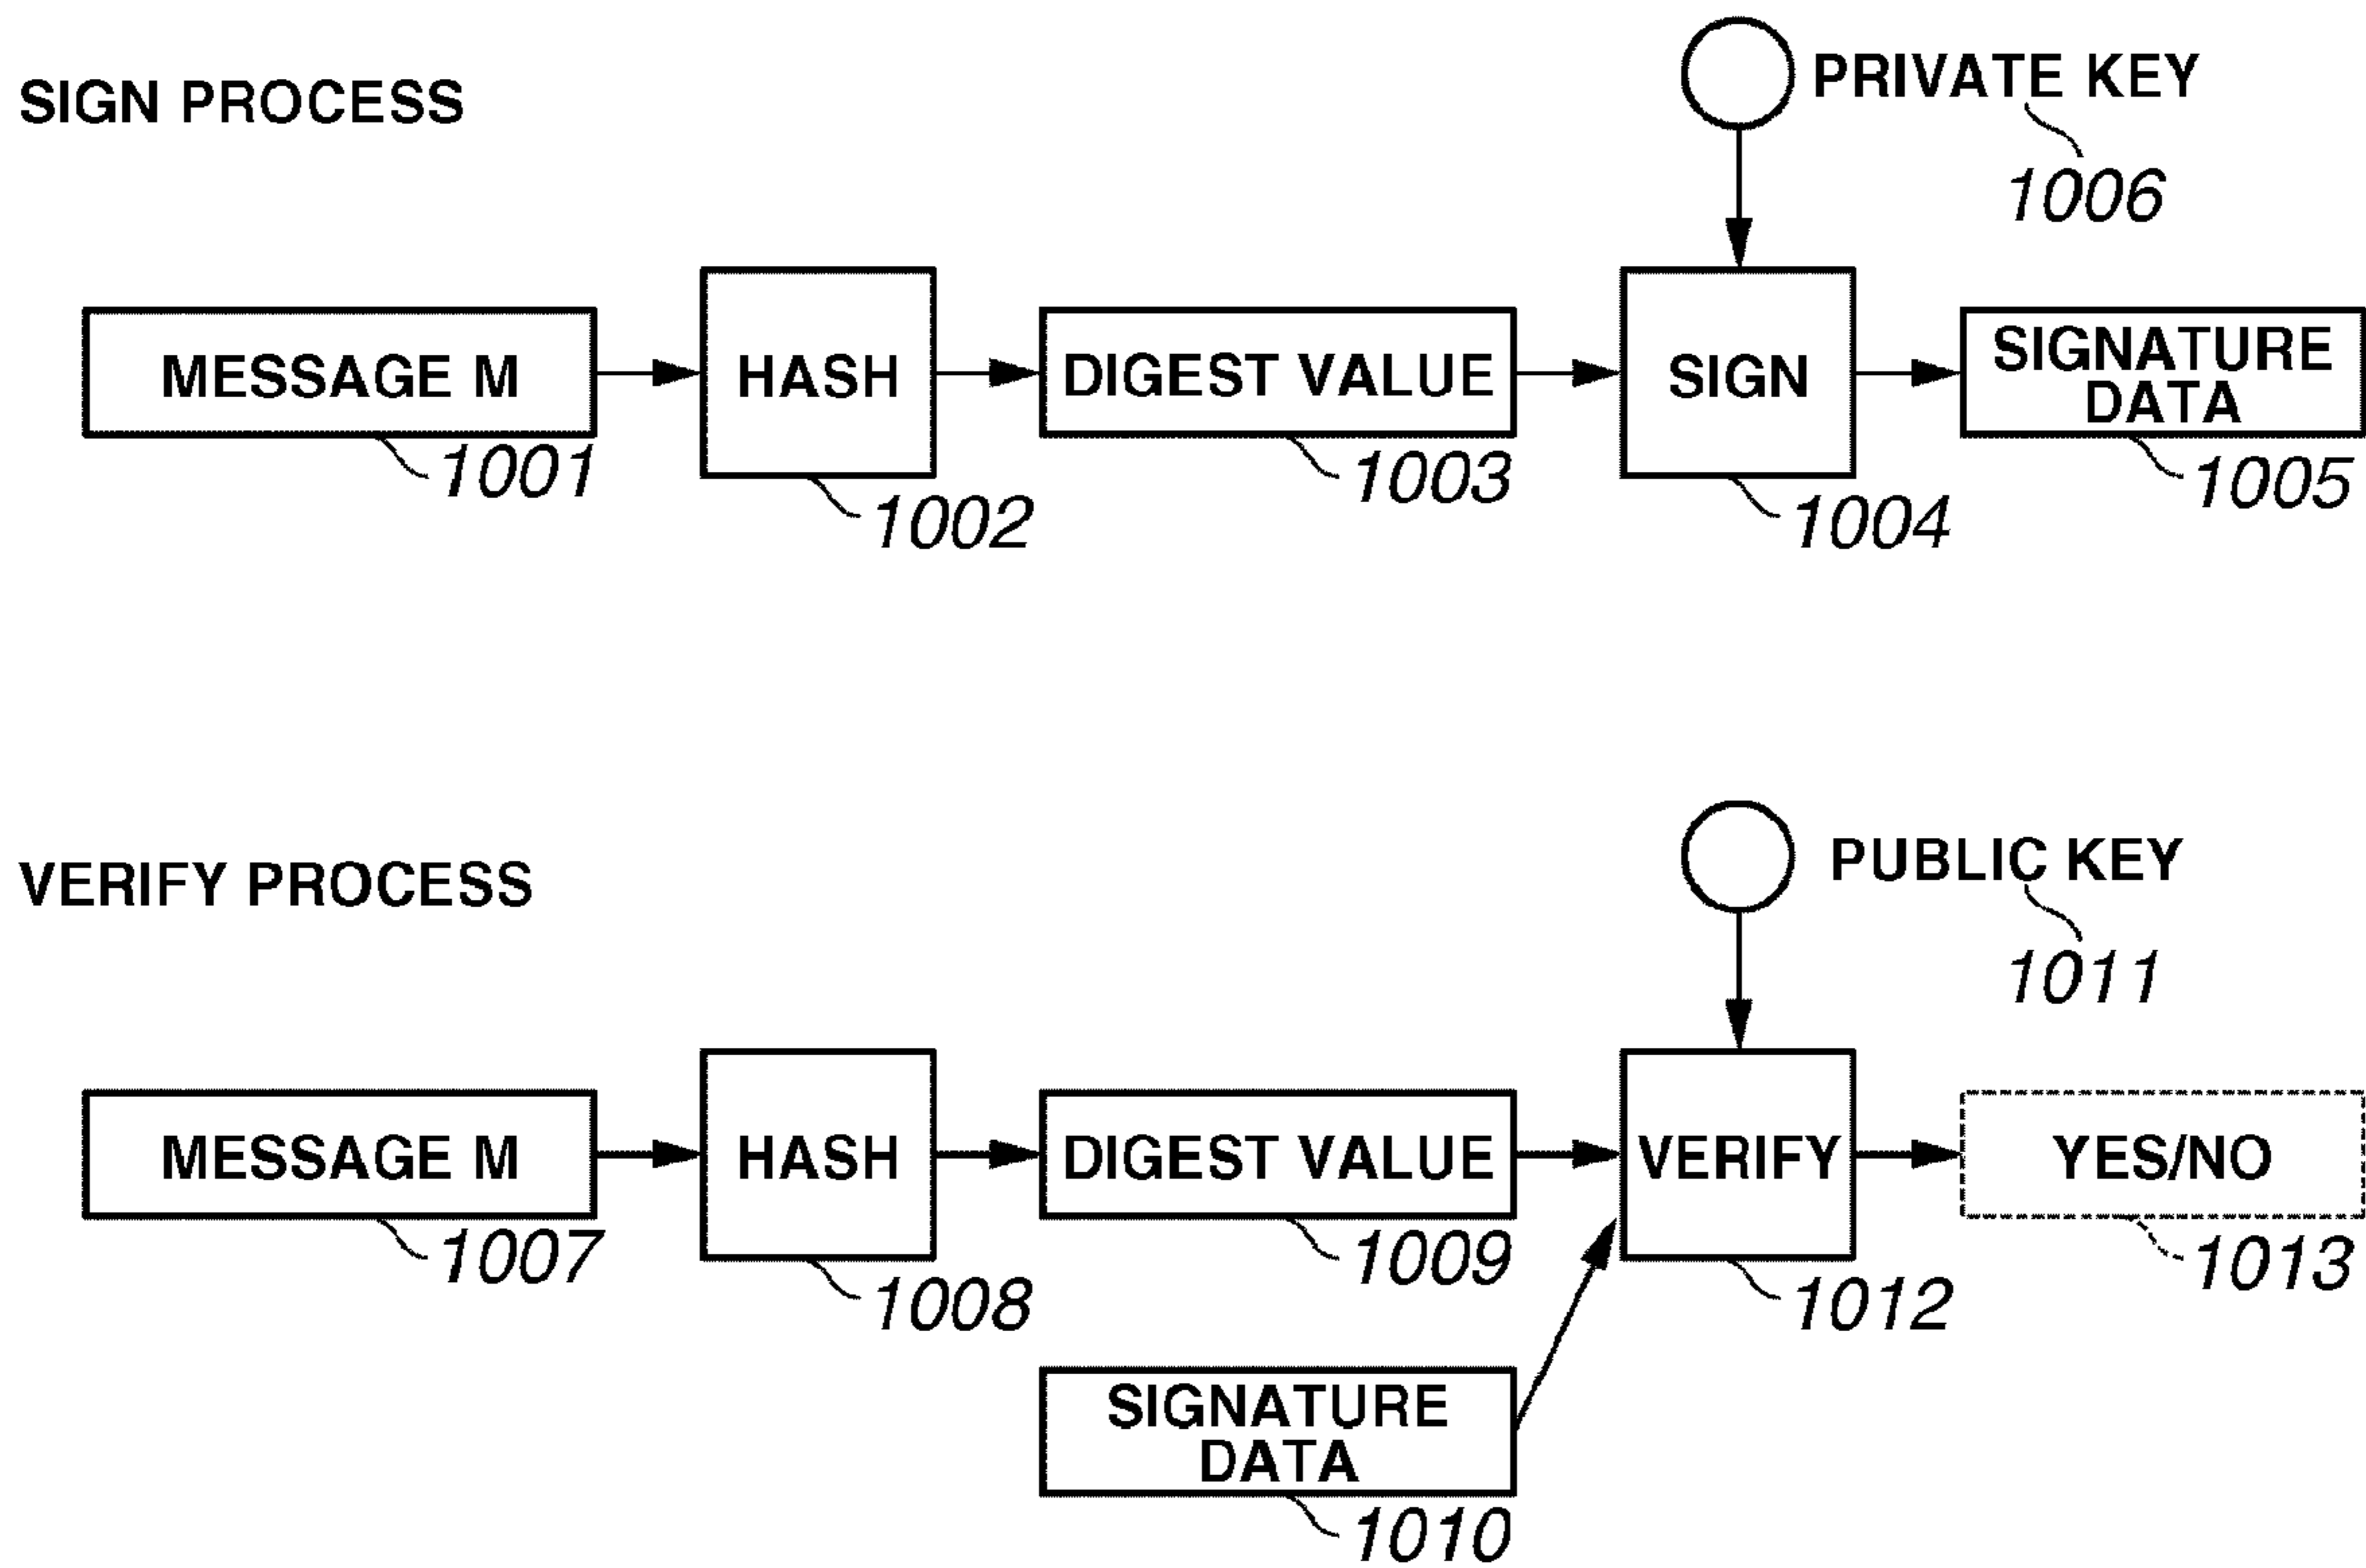 SIGN PROCESS
PRIVATE KEY
1006
MESSAGE M
HASH
DIGEST VALUE
SIGN
SIGNATURE
DATA
1001
1002
1003
1004
1005
VERIFY PROCESS
PUBLIC KEY
1011
MESSAGE M
HASH
DIGEST VALUE
VERIFY
YES/NO
1007
1008
1009
1012
1013
SIGNATURE
DATA
1010